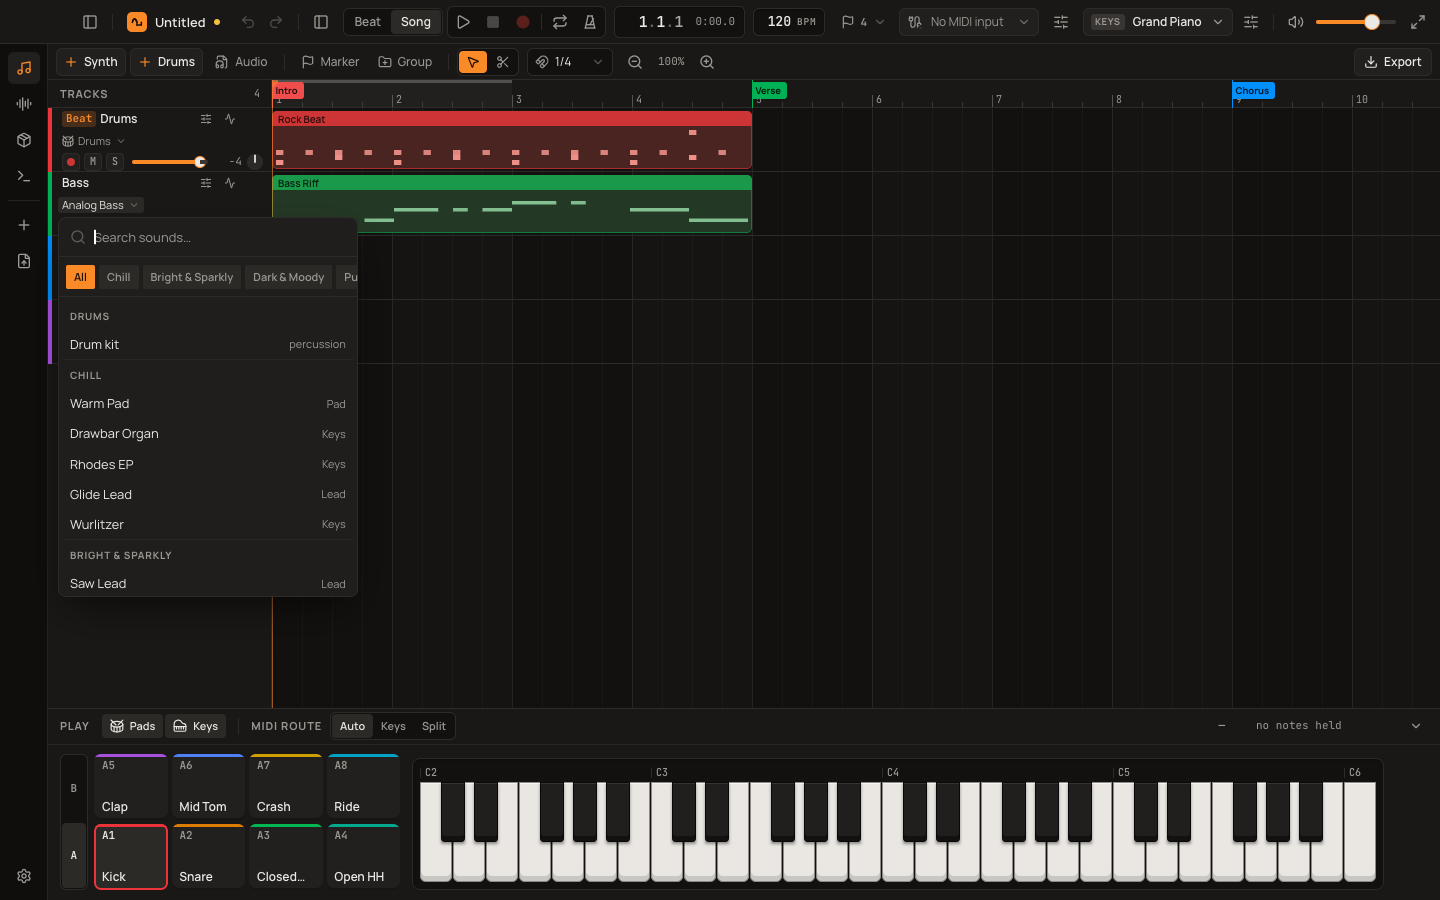 Untitled
Beat Song
1.1.1 0:00.0
120 BPM
4
No MIDI input
KEYS Grand Piano
Synth
Drums
Audio
Marker
Group
1/4
100%
Export
TRACKS 4
Intro
Verse
Chorus
1 2 3 4 5 6 7 8 9 10
Beat Drums
Drums
M S -4
Rock Beat
Bass
Analog Bass
Bass Riff
Search sounds...
All Chill Bright & Sparkly Dark & Moody Pu
DRUMS
Drum kit percussion
CHILL
Warm Pad Pad
Drawbar Organ Keys
Rhodes EP Keys
Glide Lead Lead
Wurlitzer Keys
BRIGHT & SPARKLY
Saw Lead Lead
PLAY Pads Keys MIDI ROUTE Auto Keys Split
— no notes held
B
A
A5 A6 A7 A8
Clap Mid Tom Crash Ride
A1 A2 A3 A4
Kick Snare Closed... Open HH
C2 C3 C4 C5 C6